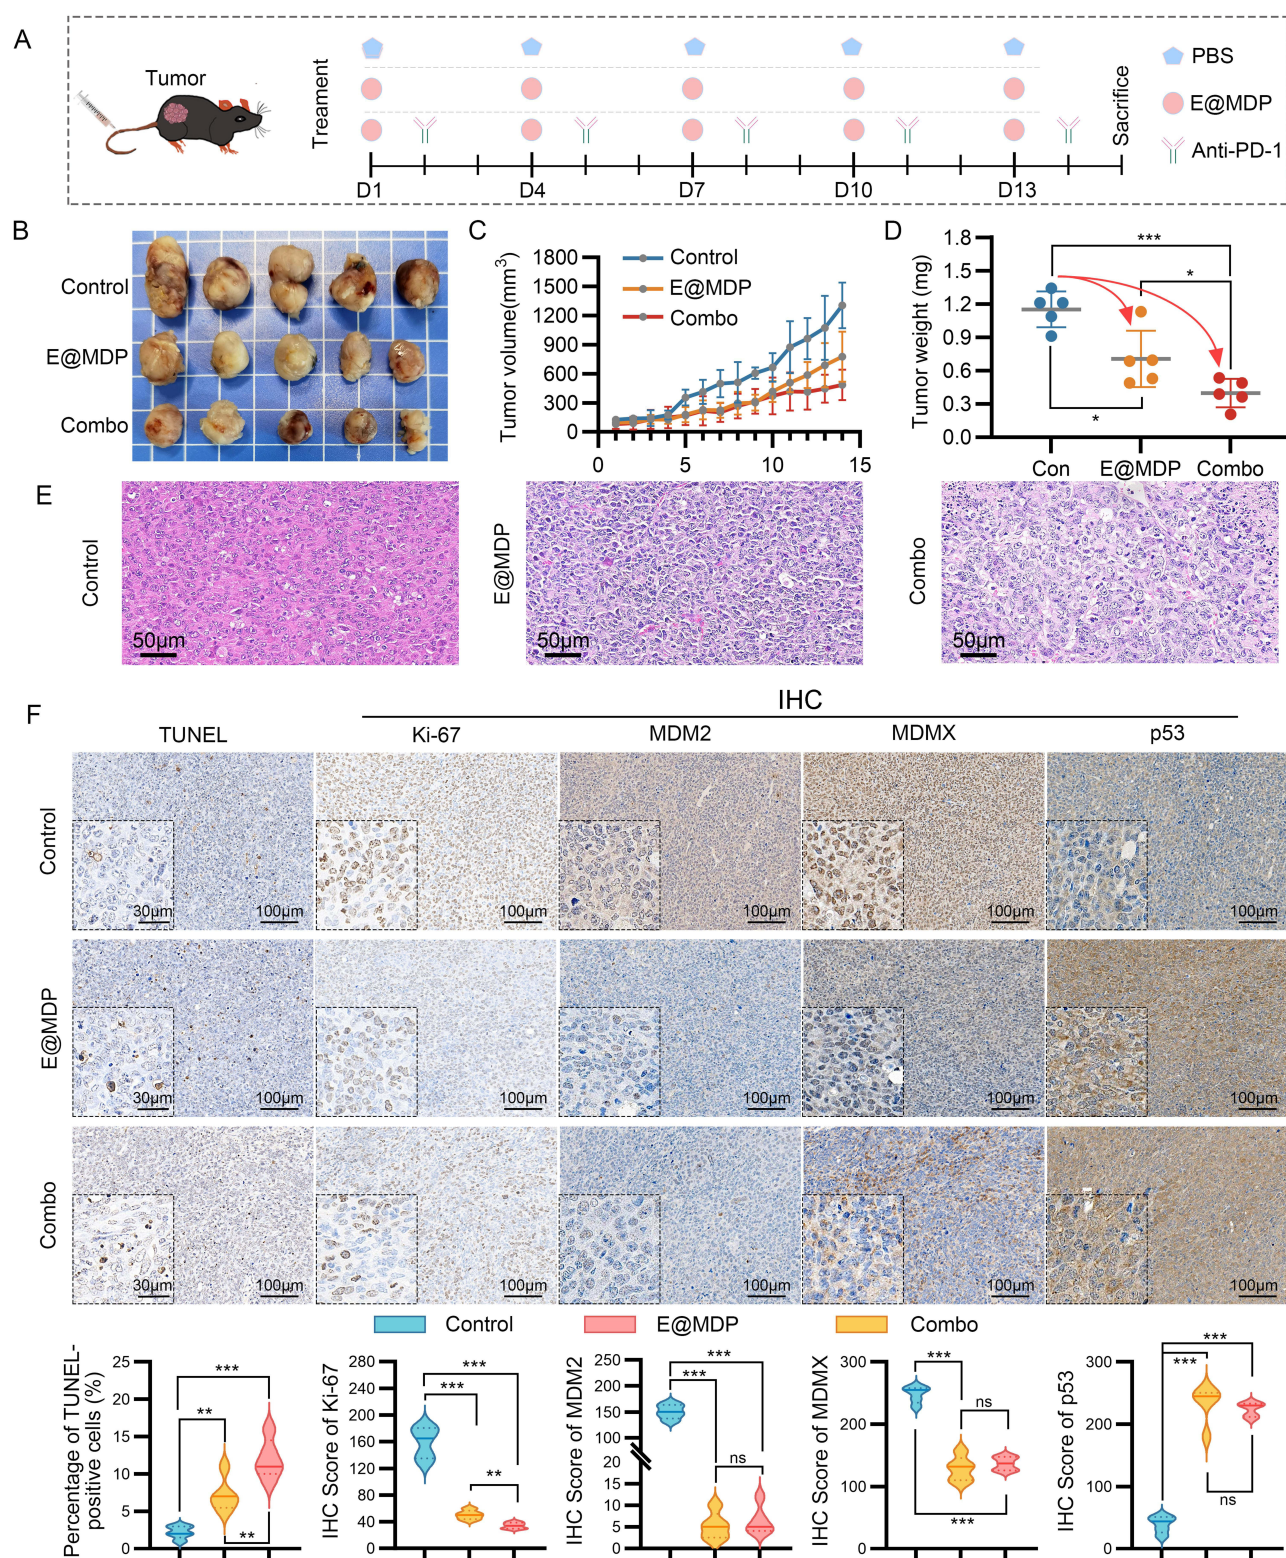 A
Tumor
Treament
D1
D4
D7
D10
D13
Sacrifice
PBS
E@MDP
Anti-PD-1
B
Control
E@MDP
Combo
C
Tumor volume(mm³)
1800
1500
1200
900
600
300
0
0
5
10
15
Control
E@MDP
Combo
D
Tumor weight (mg)
1.8
1.5
1.2
0.9
0.6
0.3
0.0
***
*
*
Con
E@MDP
Combo
E
Control
50μm
E@MDP
50μm
Combo
50μm
F
IHC
TUNEL
Ki-67
MDM2
MDMX
p53
Control
30μm
100μm
100μm
100μm
100μm
100μm
E@MDP
30μm
100μm
100μm
100μm
100μm
100μm
Combo
30μm
100μm
100μm
100μm
100μm
100μm
Control
E@MDP
Combo
Percentage of TUNEL-
positive cells (%)
25
20
15
10
5
0
***
**
**
IHC Score of Ki-67
280
240
200
160
120
80
40
0
***
***
**
IHC Score of MDM2
250
200
150
100
20
15
10
5
0
***
***
ns
IHC Score of MDMX
300
200
100
0
***
ns
***
IHC Score of p53
300
200
100
0
***
***
ns